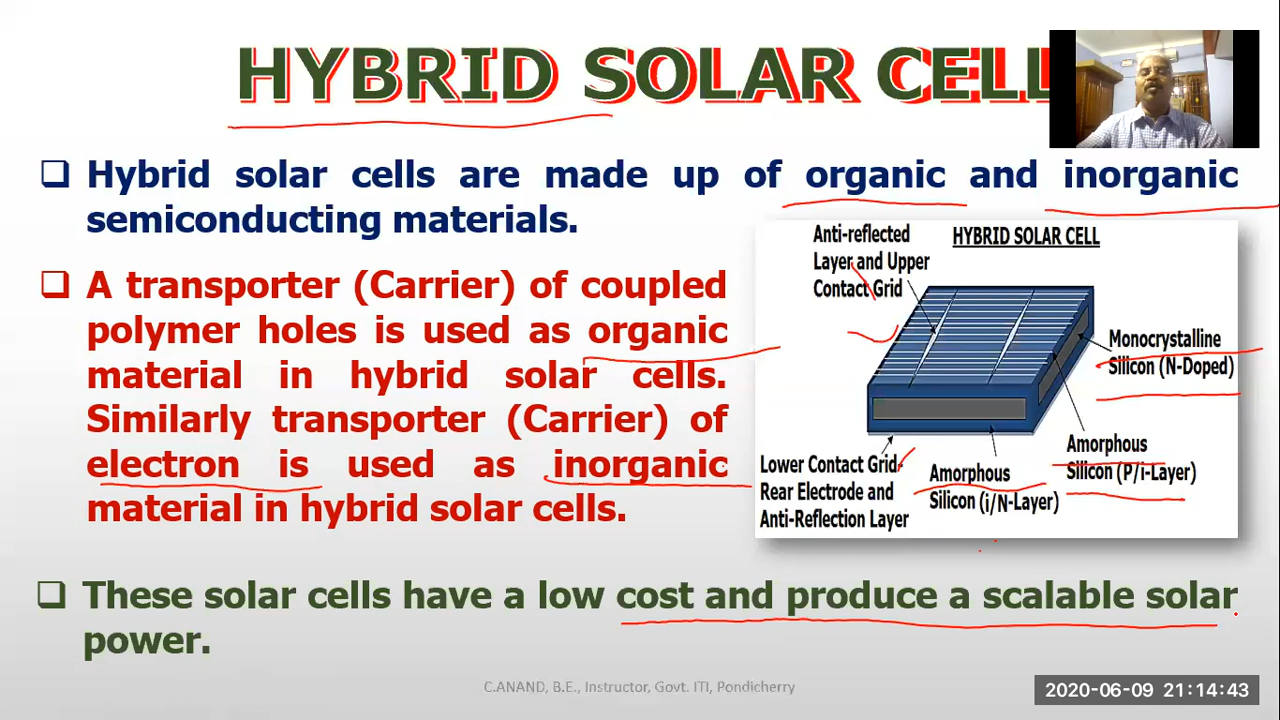 HYBRID SOLAR CELL
❑ Hybrid solar cells are made up of organic and inorganic
semiconducting materials.
❑ A transporter (Carrier) of coupled
polymer holes is used as organic
material in hybrid solar cells.
Similarly transporter (Carrier) of
electron is used as inorganic
material in hybrid solar cells.
Anti-reflected
Layer and Upper
Contact Grid
HYBRID SOLAR CELL
Monocrystalline
Silicon (N-Doped)
Amorphous
Silicon (P/i-Layer)
Amorphous
Silicon (i/N-Layer)
Lower Contact Grid-
Rear Electrode and
Anti-Reflection Layer
❑ These solar cells have a low cost and produce a scalable solar
power.
C.ANAND, B.E., Instructor, Govt. ITI, Pondicherry
2020-06-09 21:14:43